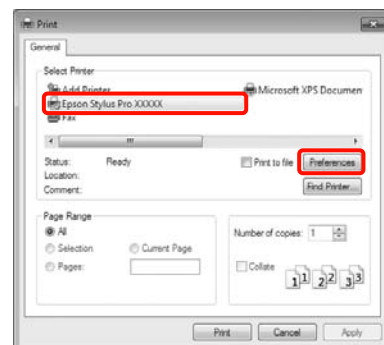 Print
General
Select Printer
Add Printer
Microsoft XPS Documen
Epson Stylus Pro XXXXX
Fax
Status: Ready
Print to file
Preferences
Location:
Comment:
Find Printer...
Page Range
All
Selection
Current Page
Pages:
Number of copies: 1
Collate
1 1 2 2 3 3
Print
Cancel
Apply